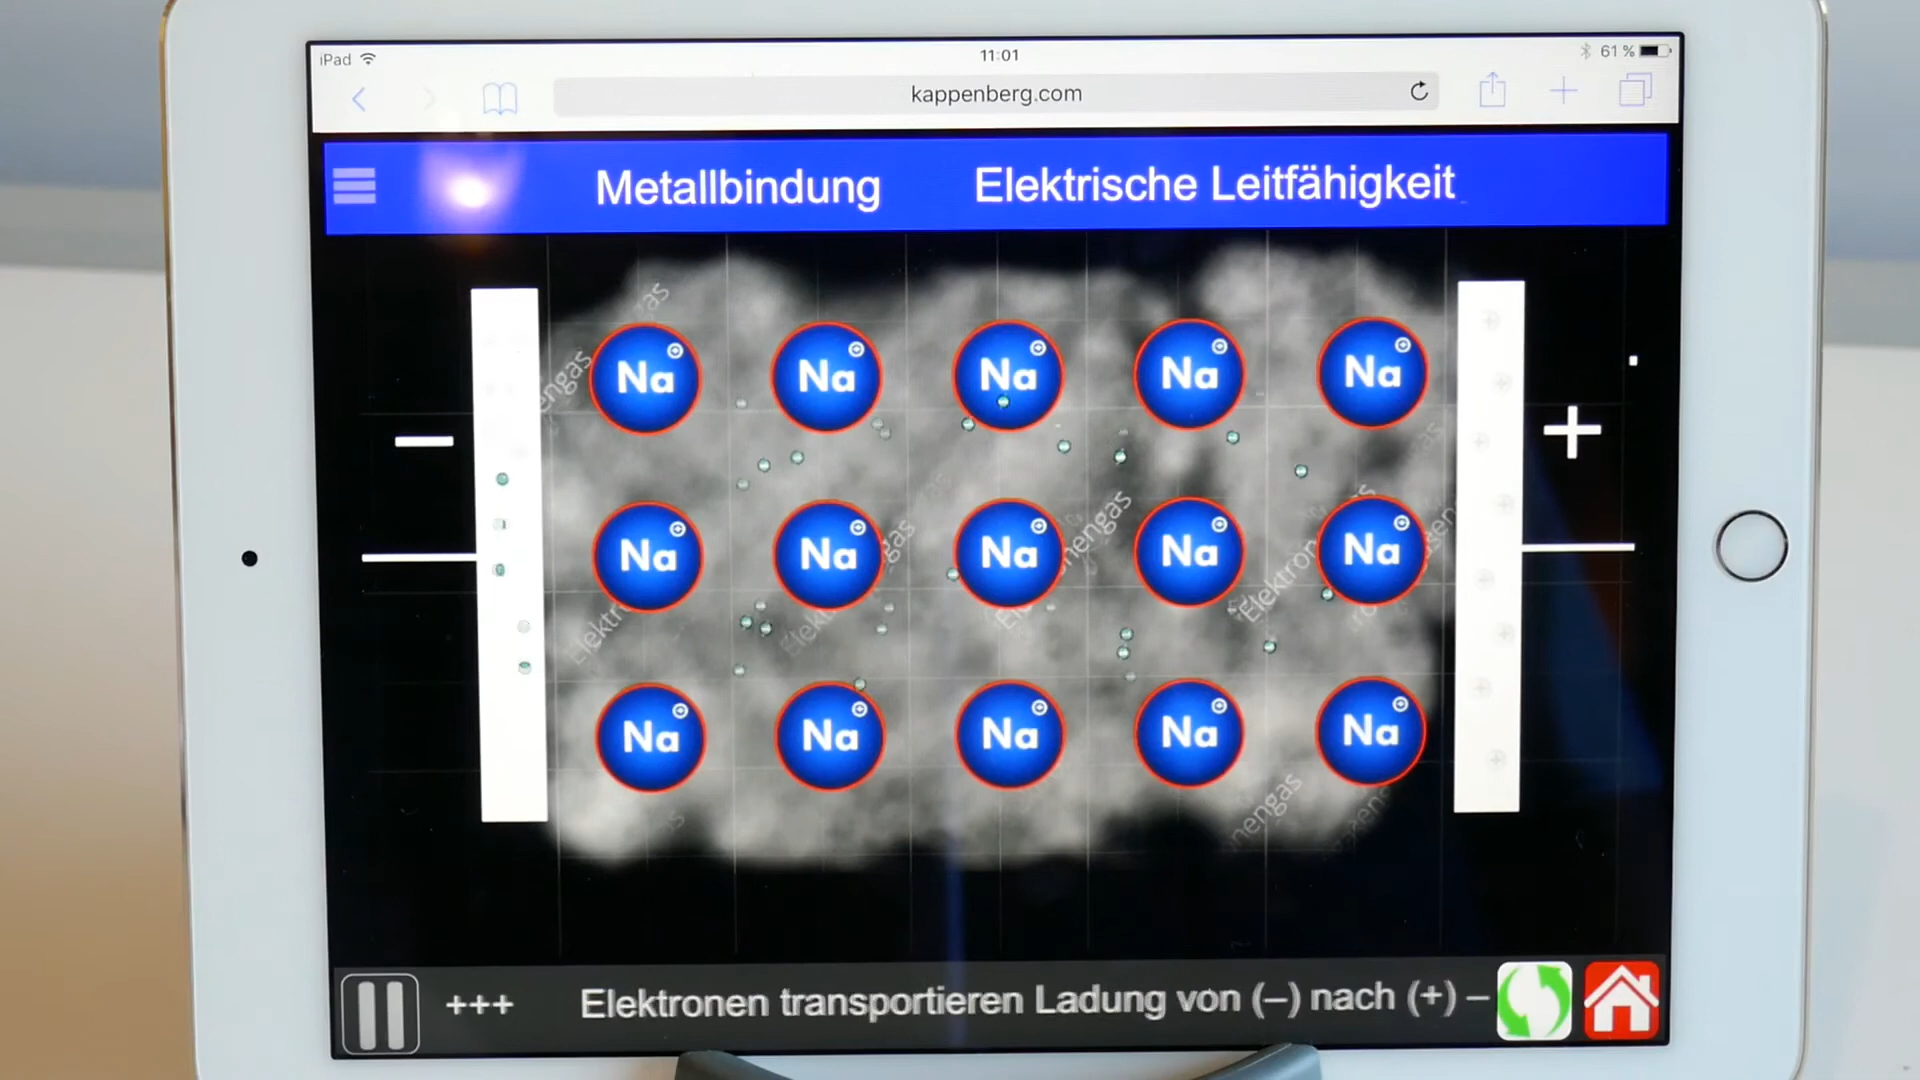 iPad
11:01
61 %
kappenberg.com
Metallbindung
Elektrische Leitfähigkeit
Na Na Na Na Na
− +
Na Na Na Na Na
Elektronengas
Na Na Na Na Na
+++ Elektronen transportieren Ladung von (–) nach (+) –